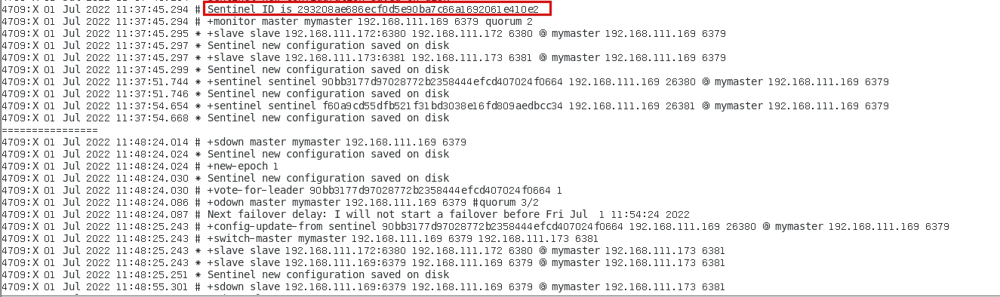 4709:X 01 Jul 2022 11:37:45.294 # Sentinel ID is 293208ae686ecf0d5e90ba7c66a1692061e410e2
4709:X 01 Jul 2022 11:37:45.294 # +monitor master mymaster 192.168.111.169 6379 quorum 2
4709:X 01 Jul 2022 11:37:45.295 * +slave slave 192.168.111.172:6380 192.168.111.172 6380 @ mymaster 192.168.111.169 6379
4709:X 01 Jul 2022 11:37:45.297 * Sentinel new configuration saved on disk
4709:X 01 Jul 2022 11:37:45.297 * +slave slave 192.168.111.173:6381 192.168.111.173 6381 @ mymaster 192.168.111.169 6379
4709:X 01 Jul 2022 11:37:45.299 * Sentinel new configuration saved on disk
4709:X 01 Jul 2022 11:37:51.744 * +sentinel sentinel 90bb3177d97028772b2358444efcd407024f0664 192.168.111.169 26380 @ mymaster 192.168.111.169 6379
4709:X 01 Jul 2022 11:37:51.746 * Sentinel new configuration saved on disk
4709:X 01 Jul 2022 11:37:54.654 * +sentinel sentinel f60a9cd55dfb521f31bd3038e16fd809aedbcc34 192.168.111.169 26381 @ mymaster 192.168.111.169 6379
4709:X 01 Jul 2022 11:37:54.668 * Sentinel new configuration saved on disk
================
4709:X 01 Jul 2022 11:48:24.014 # +sdown master mymaster 192.168.111.169 6379
4709:X 01 Jul 2022 11:48:24.024 * Sentinel new configuration saved on disk
4709:X 01 Jul 2022 11:48:24.024 # +new-epoch 1
4709:X 01 Jul 2022 11:48:24.030 * Sentinel new configuration saved on disk
4709:X 01 Jul 2022 11:48:24.030 # +vote-for-leader 90bb3177d97028772b2358444efcd407024f0664 1
4709:X 01 Jul 2022 11:48:24.086 # +odown master mymaster 192.168.111.169 6379 #quorum 3/2
4709:X 01 Jul 2022 11:48:24.087 # Next failover delay: I will not start a failover before Fri Jul  1 11:54:24 2022
4709:X 01 Jul 2022 11:48:25.243 # +config-update-from sentinel 90bb3177d97028772b2358444efcd407024f0664 192.168.111.169 26380 @ mymaster 192.168.111.169 6379
4709:X 01 Jul 2022 11:48:25.243 # +switch-master mymaster 192.168.111.169 6379 192.168.111.173 6381
4709:X 01 Jul 2022 11:48:25.243 * +slave slave 192.168.111.172:6380 192.168.111.172 6380 @ mymaster 192.168.111.173 6381
4709:X 01 Jul 2022 11:48:25.243 * +slave slave 192.168.111.169:6379 192.168.111.169 6379 @ mymaster 192.168.111.173 6381
4709:X 01 Jul 2022 11:48:25.251 * Sentinel new configuration saved on disk
4709:X 01 Jul 2022 11:48:55.301 # +sdown slave 192.168.111.169:6379 192.168.111.169 6379 @ mymaster 192.168.111.173 6381